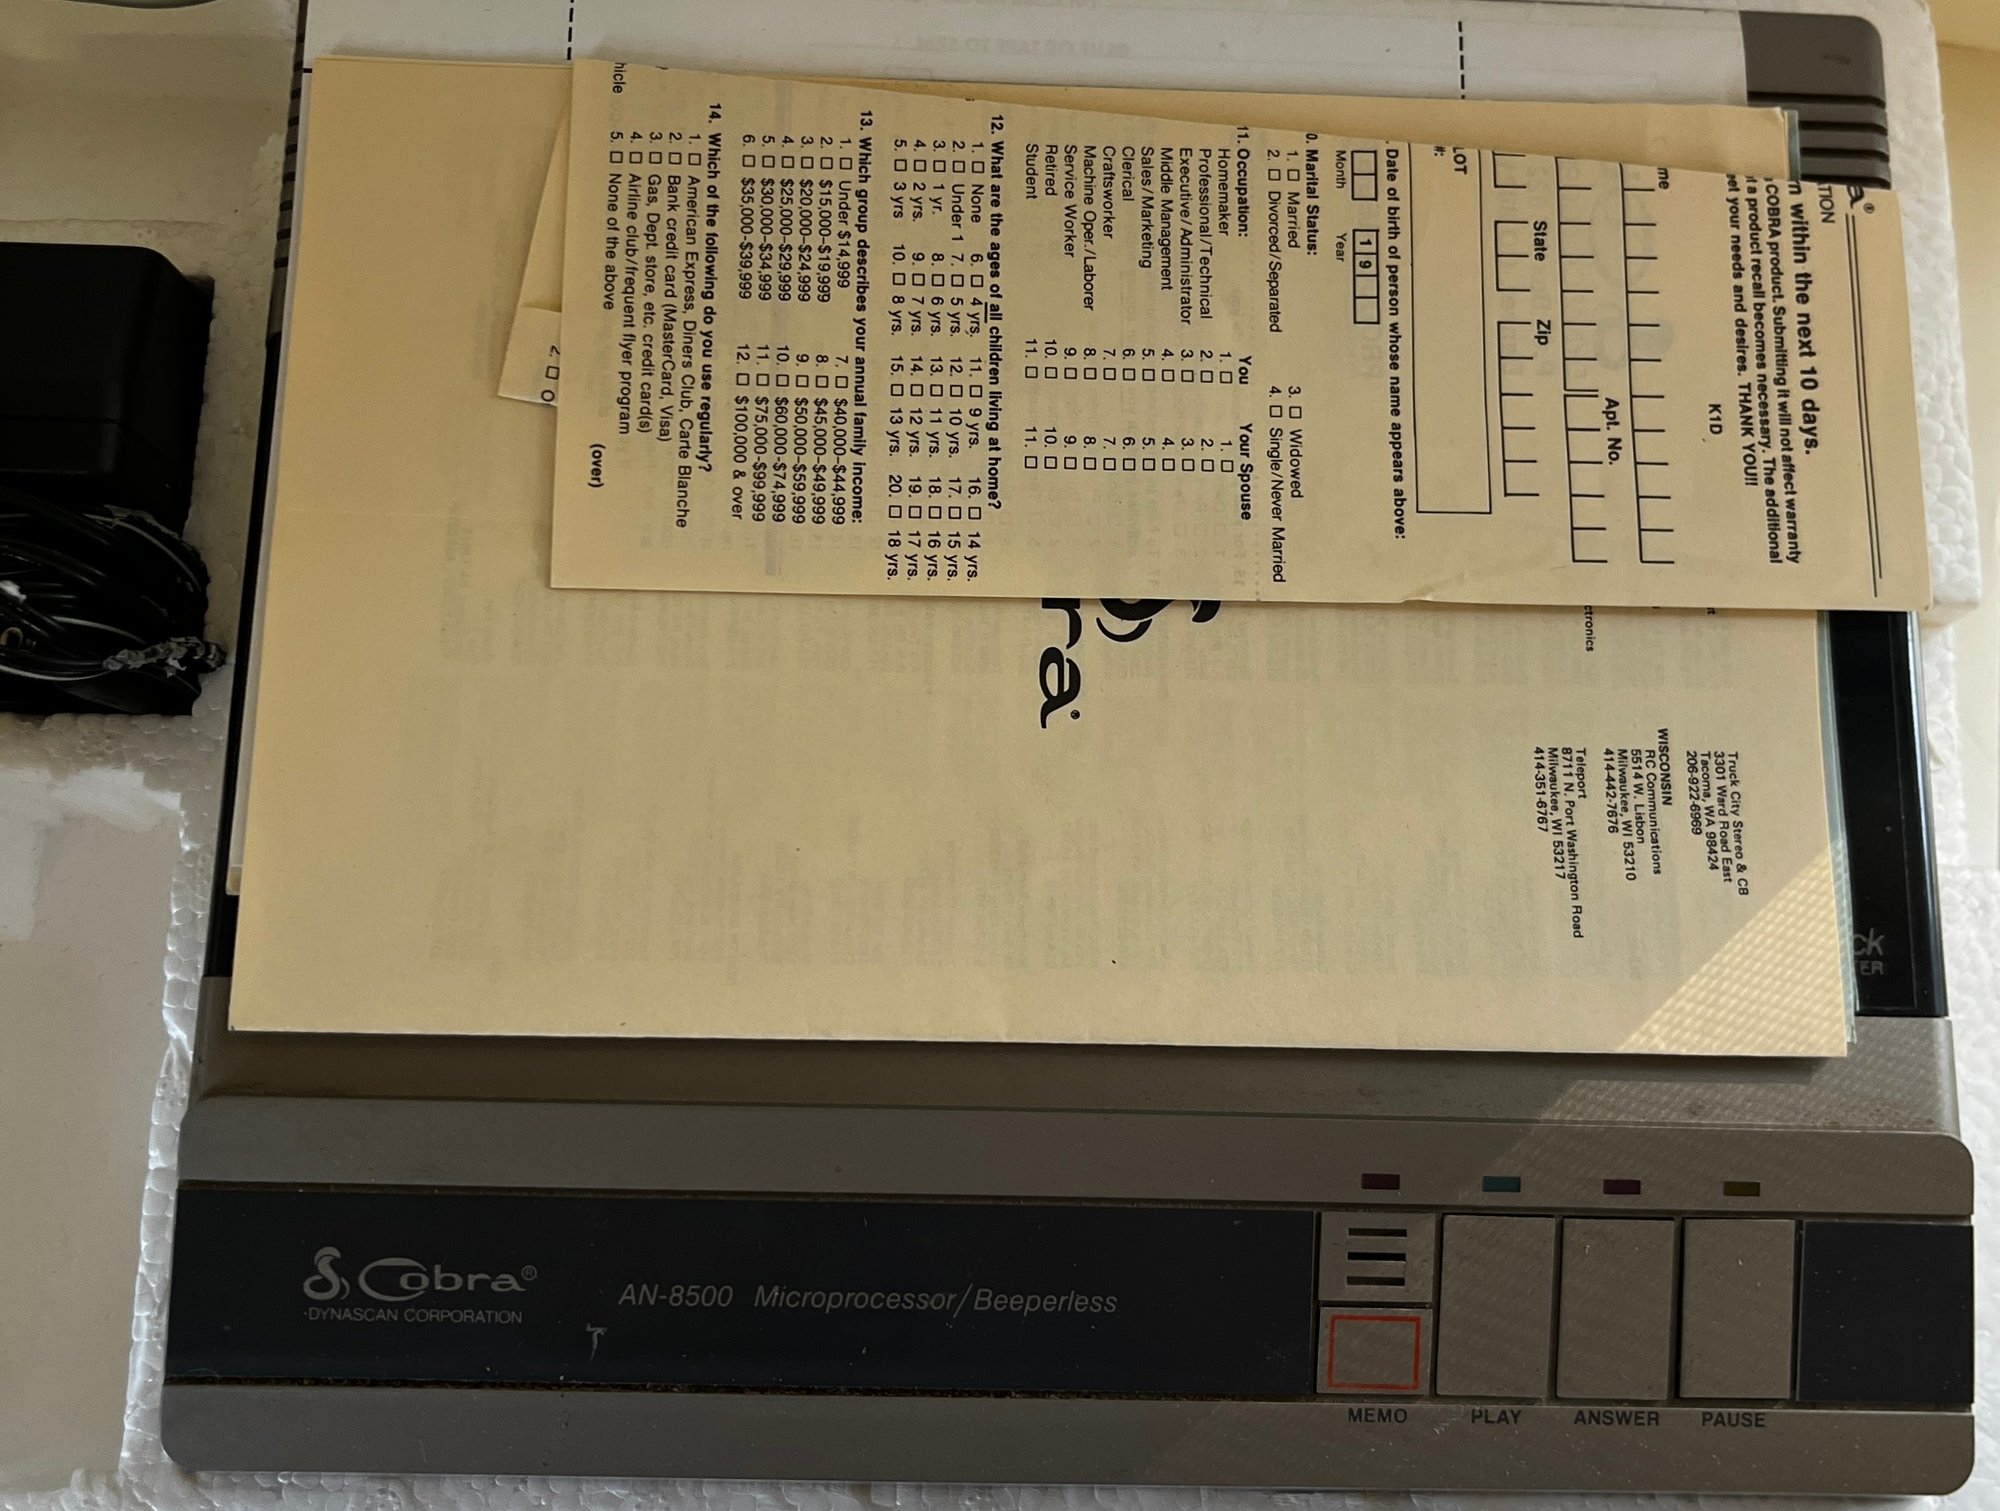 a®
TION
n within the next 10 days.
COBRA product. Submitting it will not affect warranty
a product recall becomes necessary. The additional
your needs and desires. THANK YOU!!
K1D
me
Apt. No.
State Zip
LOT
#:
. Date of birth of person whose name appears above:
1 9
Month Year
0. Marital Status:
1. □ Married 3. □ Widowed
2. □ Divorced/Separated 4. □ Single/Never Married
11. Occupation: You Your Spouse
Homemaker 1. □ 1. □
Professional/Technical 2. □ 2. □
Executive/Administrator 3. □ 3. □
Middle Management 4. □ 4. □
Sales/Marketing 5. □ 5. □
Clerical 6. □ 6. □
Craftsworker 7. □ 7. □
Machine Oper./Laborer 8. □ 8. □
Service Worker 9. □ 9. □
Retired 10. □ 10. □
Student 11. □ 11. □
12. What are the ages of all children living at home?
1. □ None 6. □ 4 yrs. 11. □ 9 yrs. 16. □ 14 yrs.
2. □ Under 1 7. □ 5 yrs. 12. □ 10 yrs. 17. □ 15 yrs.
3. □ 1 yr. 8. □ 6 yrs. 13. □ 11 yrs. 18. □ 16 yrs.
4. □ 2 yrs. 9. □ 7 yrs. 14. □ 12 yrs. 19. □ 17 yrs.
5. □ 3 yrs 10. □ 8 yrs. 15. □ 13 yrs. 20. □ 18 yrs.
13. Which group describes your annual family income:
1. □ Under $14,999 7. □ $40,000-$44,999
2. □ $15,000-$19,999 8. □ $45,000-$49,999
3. □ $20,000-$24,999 9. □ $50,000-$59,999
4. □ $25,000-$29,999 10. □ $60,000-$74,999
5. □ $30,000-$34,999 11. □ $75,000-$99,999
6. □ $35,000-$39,999 12. □ $100,000 & over
14. Which of the following do you use regularly?
1. □ American Express, Diners Club, Carte Blanche
2. □ Bank credit card (MasterCard, Visa)
3. □ Gas, Dept. store, etc. credit card(s)
4. □ Airline club/frequent flyer program
5. □ None of the above
(over)
hicle
2. □ O
ctronics
Truck City Stereo & CB
3301 Ward Road East
Tacoma, WA 98424
206-922-6969
WISCONSIN
RC Communications
5514 W. Lisbon
Milwaukee, WI 53210
414-442-7676
Teleport
8711 N. Port Washington Road
Milwaukee, WI 53217
414-351-6767
ra®
ck
ER
Cobra®
DYNASCAN CORPORATION
AN-8500 Microprocessor/Beeperless
MEMO PLAY ANSWER PAUSE